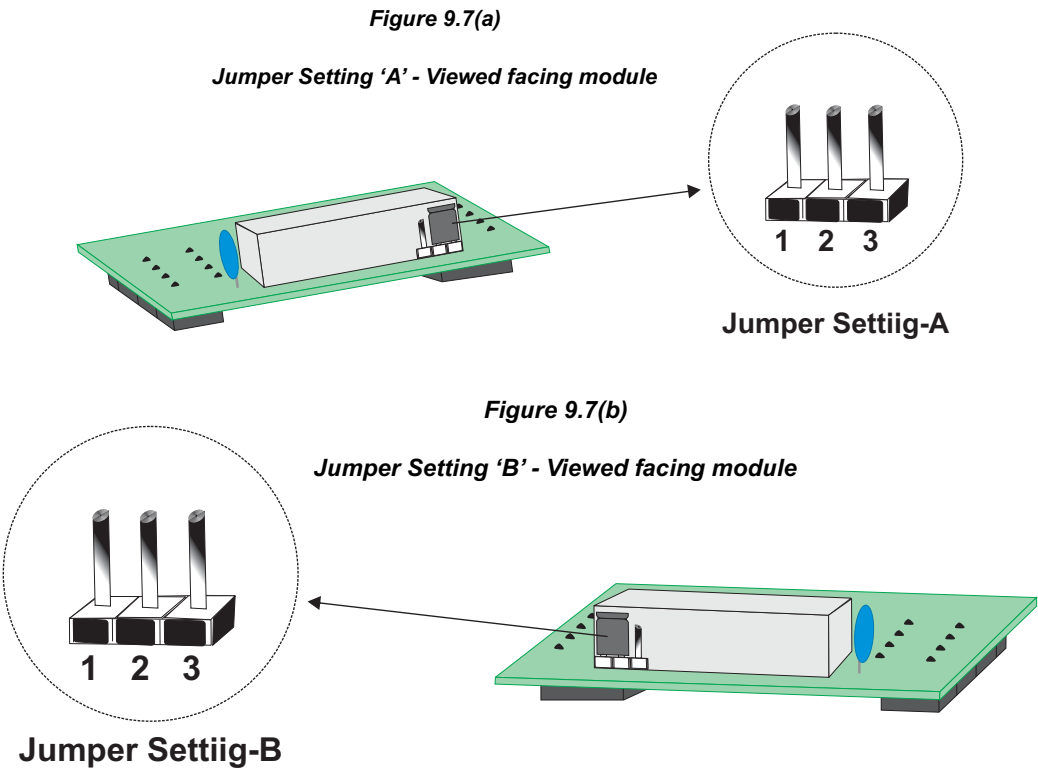 Figure 9.7(a)
Jumper Setting ‘A’ - Viewed facing module
1 2 3
Jumper Settiig-A
Figure 9.7(b)
Jumper Setting ‘B’ - Viewed facing module
1 2 3
Jumper Settiig-B